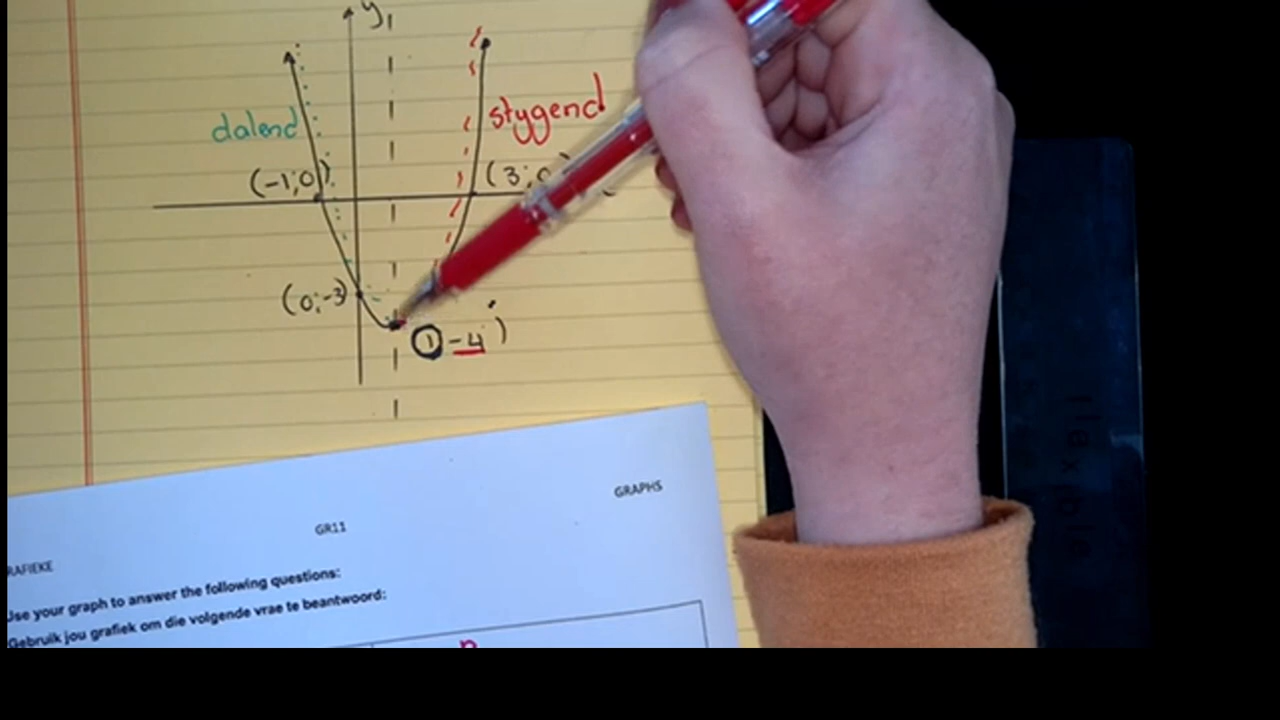 y
dalend
stygend
(-1;0)
(3;0
(0;-3)
(1;-4)
GRAPHS
GR11
RAFIEKE
Use your graph to answer the following questions:
Gebruik jou grafiek om die volgende vrae te beantwoord: